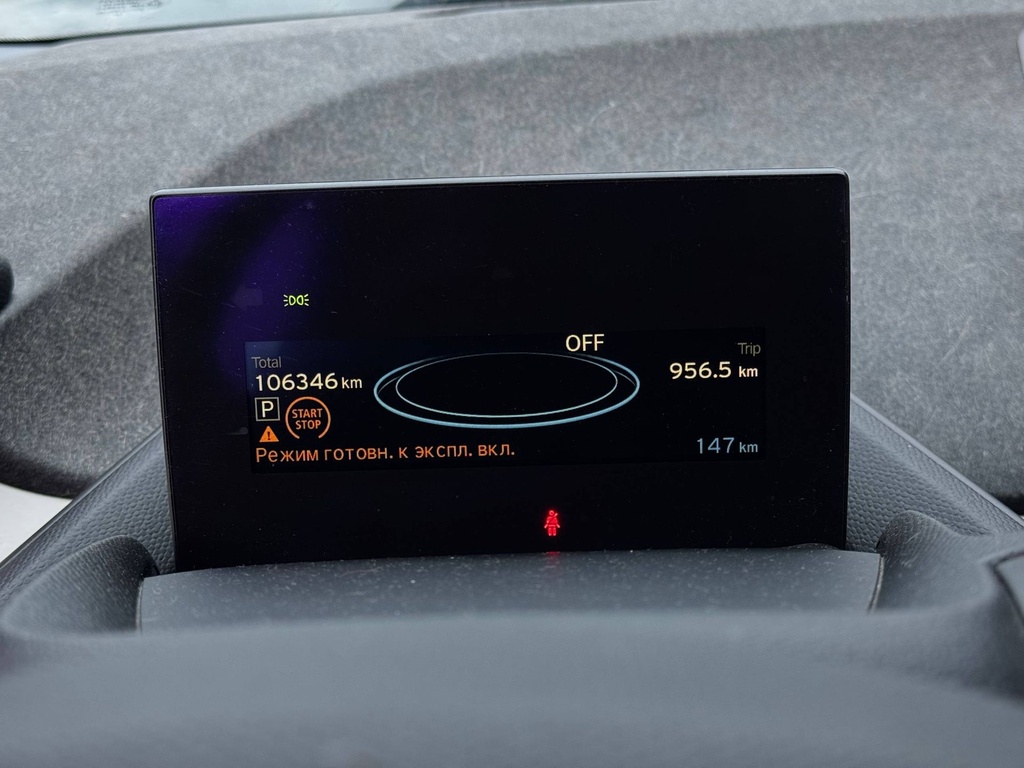 OFF
Total
Trip
106346 km
956.5 km
P
START
STOP
Режим готовн. к экспл. вкл.
147 km